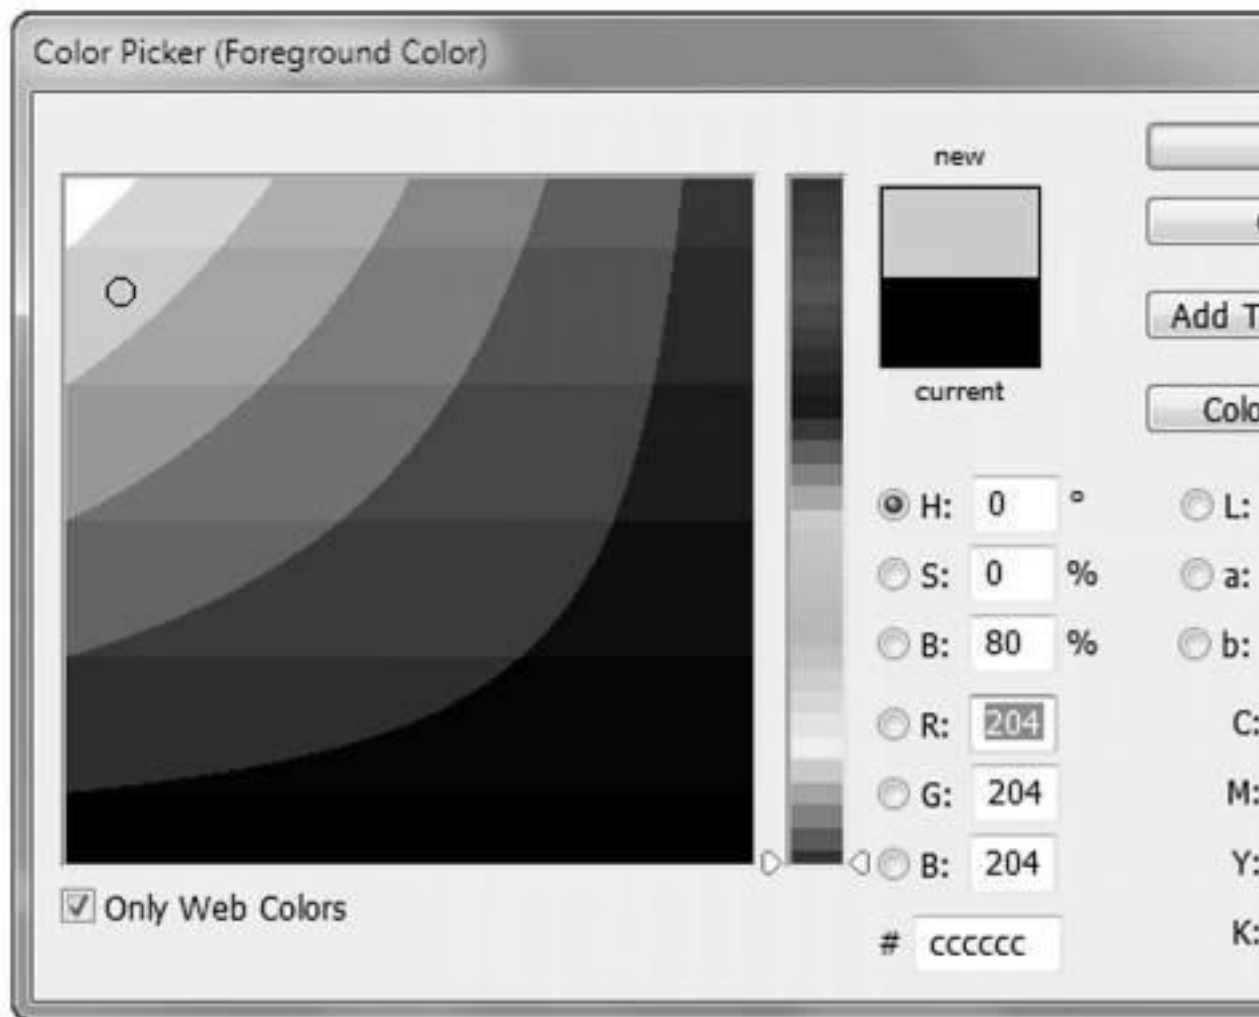 Color Picker (Foreground Color)
new
current
Add T
Colo
H: 0 °
L:
S: 0 %
a:
B: 80 %
b:
R: 204
C:
G: 204
M:
B: 204
Y:
Only Web Colors
# cccccc
K: